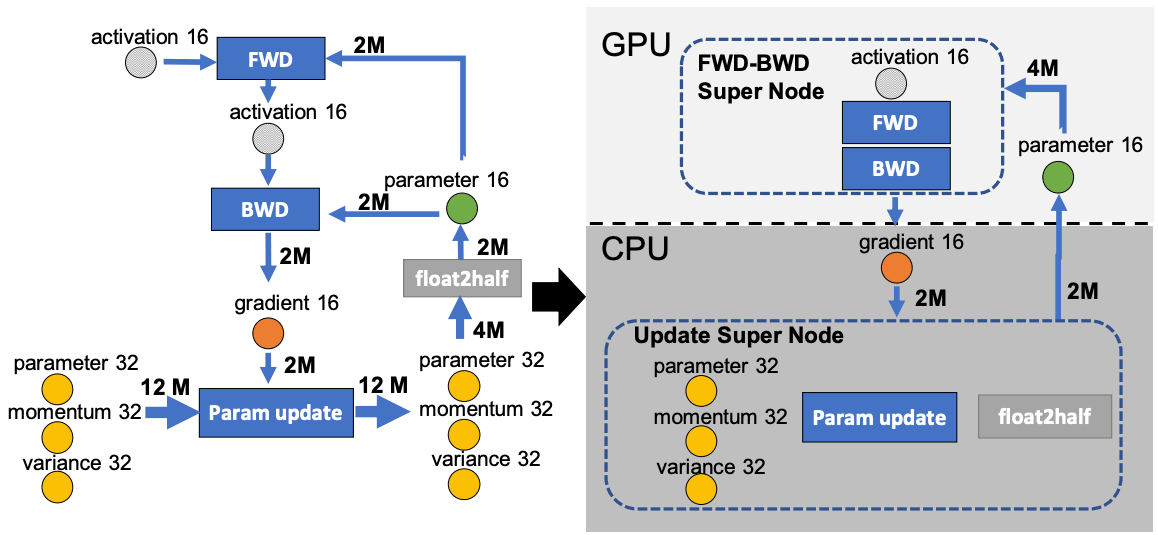 activation 16
FWD
2M
activation 16
parameter 16
BWD
2M
2M
2M
float2half
gradient 16
4M
2M
parameter 32
12 M
momentum 32
variance 32
Param update
12 M
parameter 32
momentum 32
variance 32
GPU
FWD-BWD
Super Node
activation 16
FWD
BWD
4M
parameter 16
CPU
gradient 16
2M
2M
Update Super Node
parameter 32
momentum 32
variance 32
Param update
float2half